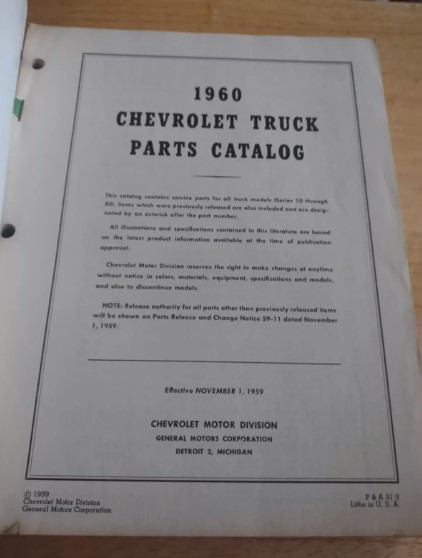 1960
CHEVROLET TRUCK
PARTS CATALOG
This catalog contains service parts for all truck models (Series 10 through
80). Items which were previously released are also included and are desig-
nated by an asterisk after the part number.
All illustrations and specifications contained in this literature are based
on the latest product information available at the time of publication
approval.
Chevrolet Motor Division reserves the right to make changes at anytime
without notice in colors, materials, equipment, specifications and models,
and also to discontinue models.
NOTE: Release authority for all parts other than previously released items
will be shown on Parts Release and Change Notice 59-11 dated November
1, 1959.
Effective NOVEMBER 1, 1959
CHEVROLET MOTOR DIVISION
GENERAL MOTORS CORPORATION
DETROIT 2, MICHIGAN
© 1959
Chevrolet Motor Division
General Motors Corporation
P & A 31
Litho in U. S. A.